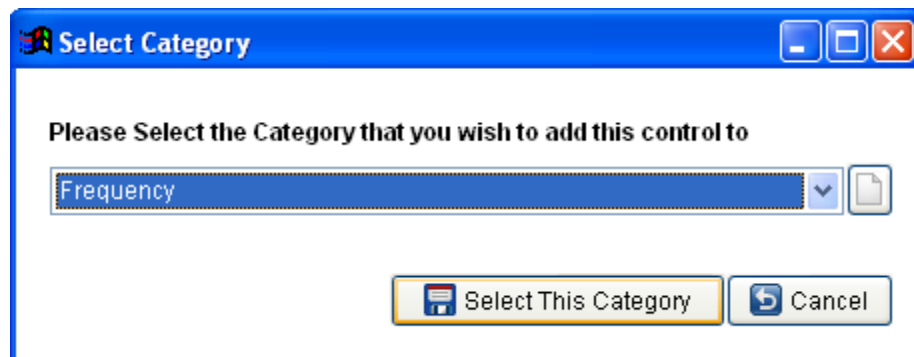 Select Category
Please Select the Category that you wish to add this control to
Frequency
Select This Category
Cancel